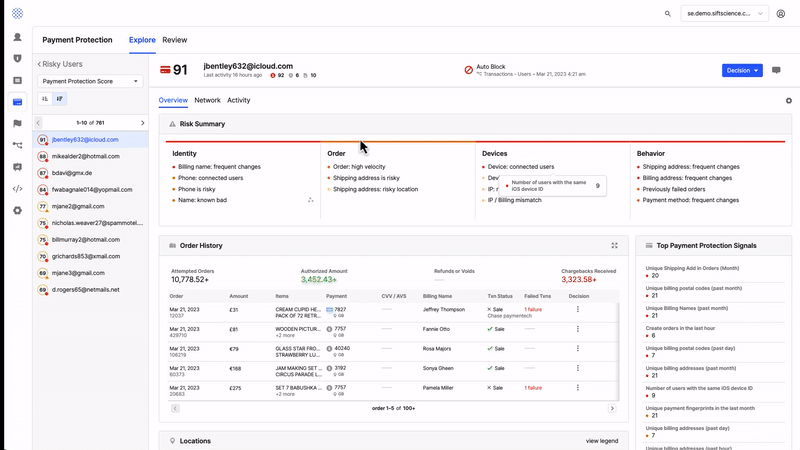 se.demo.siftscience.c...
Payment Protection
Explore
Review
Risky Users
Payment Protection Score
1-10 of 761
91 jbentley632@icloud.com
88 mikealder2@hotmail.com
87 bdavi@gmx.de
84 fwabagnale014@yopmail.com
77 mjane2@gmail.com
75 nicholas.weaver27@spammotel....
75 billmurray2@hotmail.com
70 grichards853@xmail.com
69 mjane3@gmail.com
69 d.rogers65@netmails.net
91
jbentley632@icloud.com
Last activity 16 hours ago 92 6 10
Auto Block
Transactions - Users • Mar 21, 2023 4:21 am
Decision
Overview Network Activity
Risk Summary
Identity
Billing name: frequent changes
Phone: connected users
Phone is risky
Name: known bad
Order
Order: high velocity
Shipping address is risky
Shipping address: risky location
Devices
Device: connected users
IP / Billing mismatch
Number of users with the same
iOS device ID
9
Behavior
Shipping address: frequent changes
Billing address: frequent changes
Previously failed orders
Payment method: frequent changes
Order History
Attempted Orders
10,778.52+
Authorized Amount
3,452.43+
Refunds or Voids
Chargebacks Received
3,323.58+
Order Amount Items Payment CVV / AVS Billing Name Txn Status Failed Txns Decision
Mar 21, 2023 £31 CREAM CUPID HE... 7827 Jeffrey Thompson Sale 1 failure
12037 PACK OF 72 RETR... GB Chase paymentech
Mar 21, 2023 £81 WOODEN PICTUR... 7757 Fannie Otto Sale
429710 +2 more GB
Mar 21, 2023 €79 GLASS STAR FRO... 40240 Rosa Majors Sale
106219 STRAWBERRY LU... GB
Mar 21, 2023 €168 JAM MAKING SET ... 3192 Sonya Gheen Sale
60373 CIRCUS PARADE L... GB
Mar 21, 2023 £275 SET 7 BABUSHKA ... 7757 Pamela Miller Sale 1 failure
20883 +2 more GB
order 1-5 of 100+
Top Payment Protection Signals
Unique Shipping Add in Orders (Month)
20
Unique billing postal codes (past month)
21
Unique Billing Names (past month)
21
Create orders in the last hour
6
Unique billing postal codes (past day)
7
Unique billing addresses (past month)
21
Number of users with the same iOS device ID
9
Unique payment fingerprints in the last month
21
Unique billing addresses (past day)
7
Unique shipping addresses (past month)
Locations
view legend